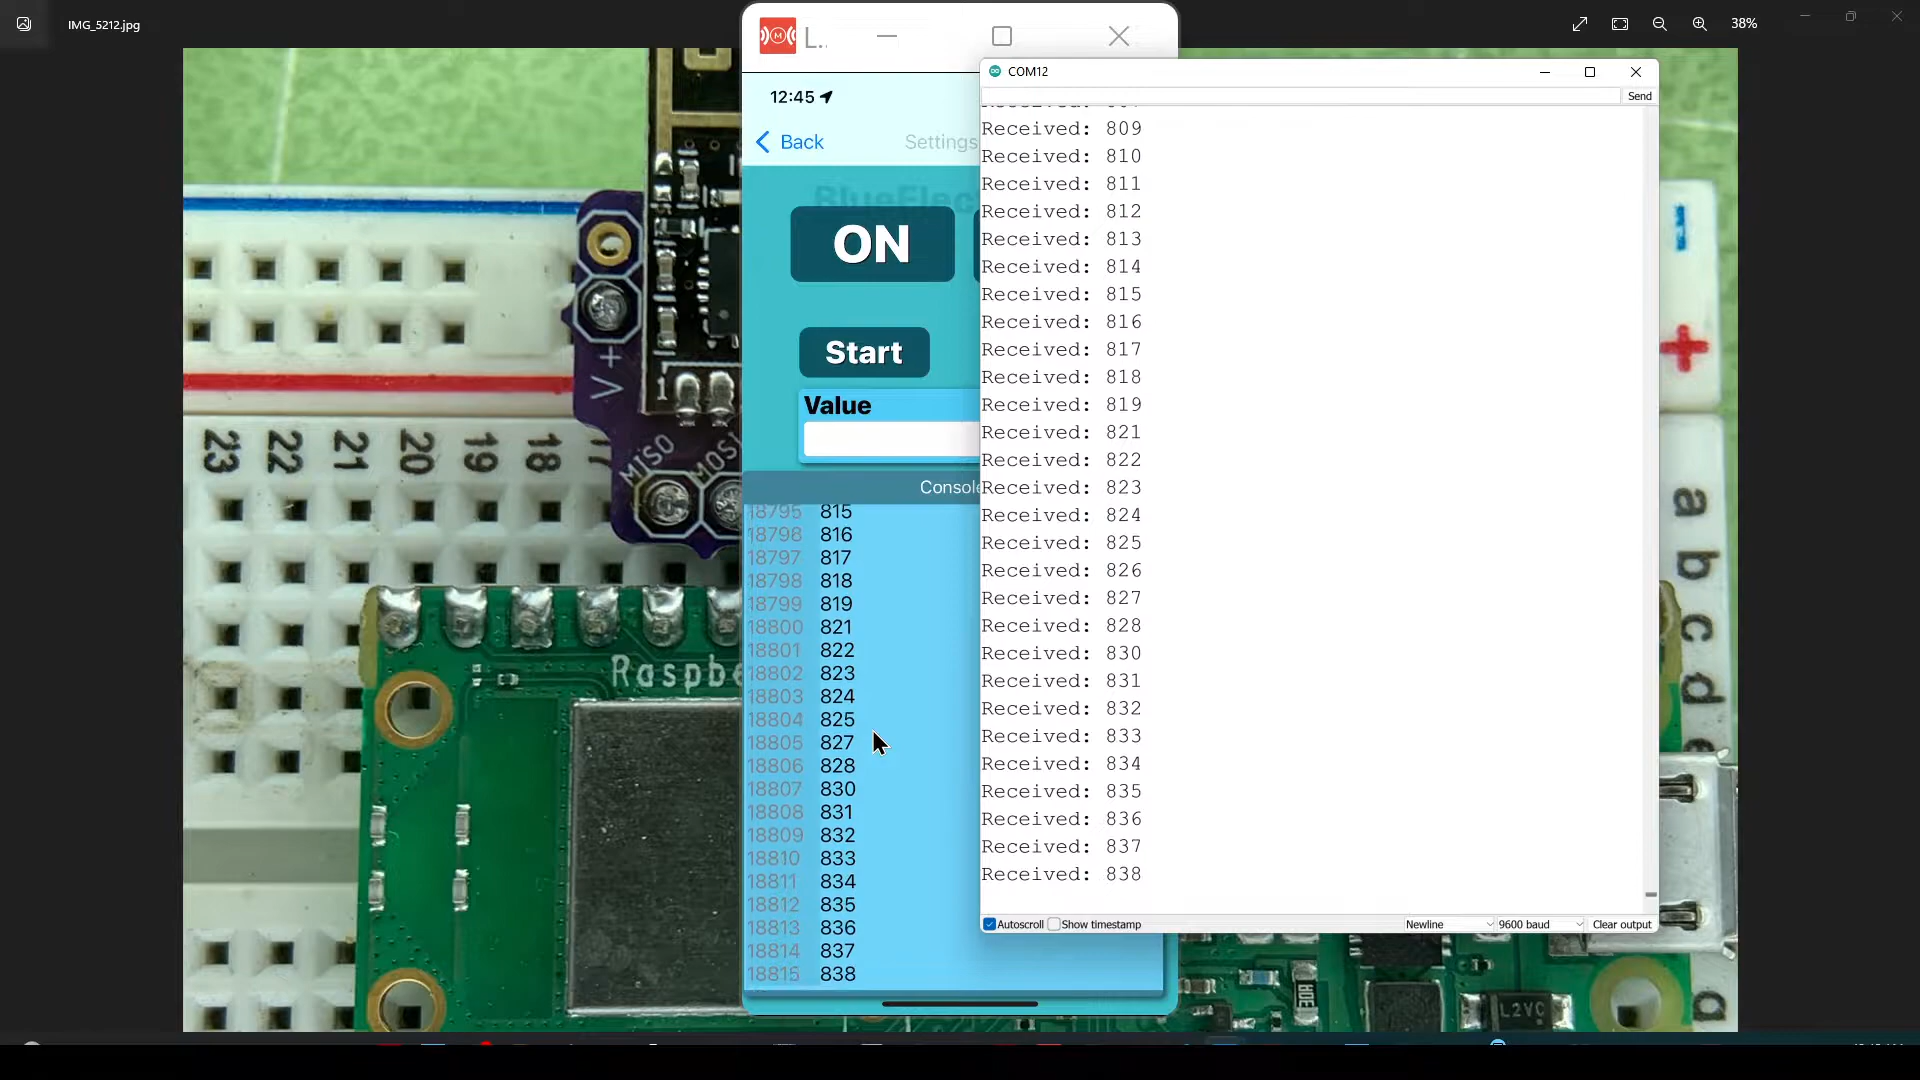 IMG_5212.jpg
38%
L..
12:45
Back
Settings
BlueElect
ON
Start
Value
Console
18795 815
18798 816
18797 817
18798 818
18799 819
18800 821
18801 822
18802 823
18803 824
18804 825
18805 827
18806 828
18807 830
18808 831
18809 832
18810 833
18811 834
18812 835
18813 836
18814 837
18815 838
COM12
Send
Received: 809
Received: 810
Received: 811
Received: 812
Received: 813
Received: 814
Received: 815
Received: 816
Received: 817
Received: 818
Received: 819
Received: 821
Received: 822
Received: 823
Received: 824
Received: 825
Received: 826
Received: 827
Received: 828
Received: 830
Received: 831
Received: 832
Received: 833
Received: 834
Received: 835
Received: 836
Received: 837
Received: 838
Autoscroll
Show timestamp
Newline
9600 baud
Clear output
V+
1
MISO
MOSI
23 22 21 20 19 18 17
Raspbe
a
b
c
d
e
L2VC